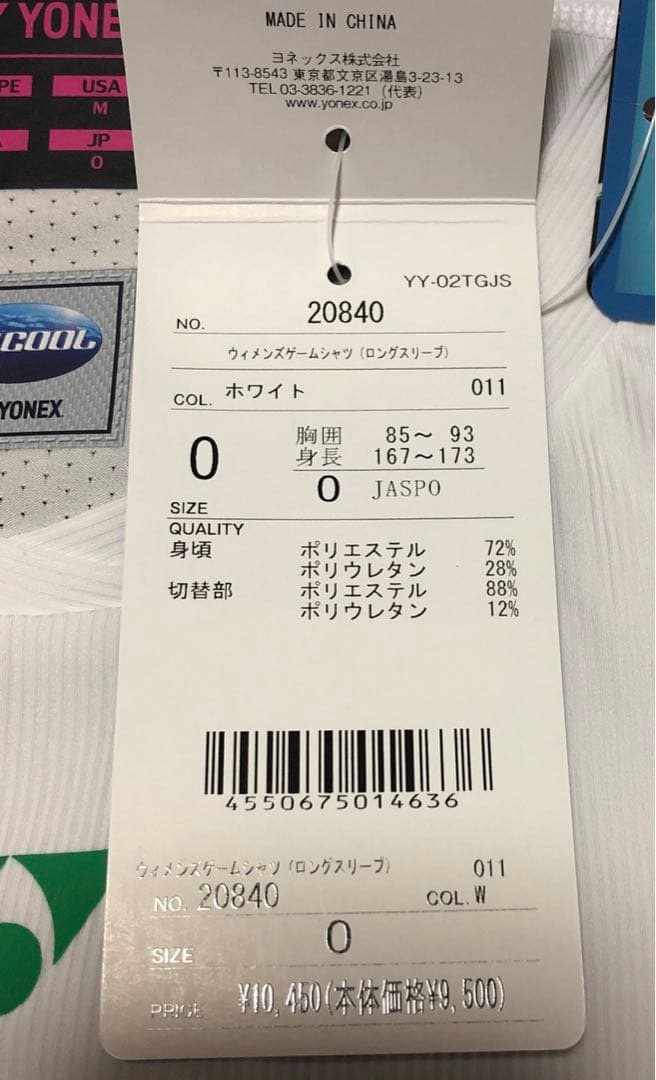 YONE
PE
USA
M
JP
O
COOL
YONEX
MADE IN CHINA
ヨネックス株式会社
〒113-8543 東京都文京区湯島3-23-13
TEL 03-3836-1221 (代表)
www.yonex.co.jp
YY-02TGJS
NO. 20840
ウィメンズゲームシャツ(ロングスリーブ)
COL. ホワイト 011
O 胸囲 85〜 93
身長 167〜173
SIZE O JASPO
QUALITY
身頃 ポリエステル 72%
ポリウレタン 28%
切替部 ポリエステル 88%
ポリウレタン 12%
4550675014636
ウィメンズゲームシャツ(ロングスリーブ) 011
NO. 20840 COL.W
SIZE O
PRICE ¥10,450(本体価格¥9,500)